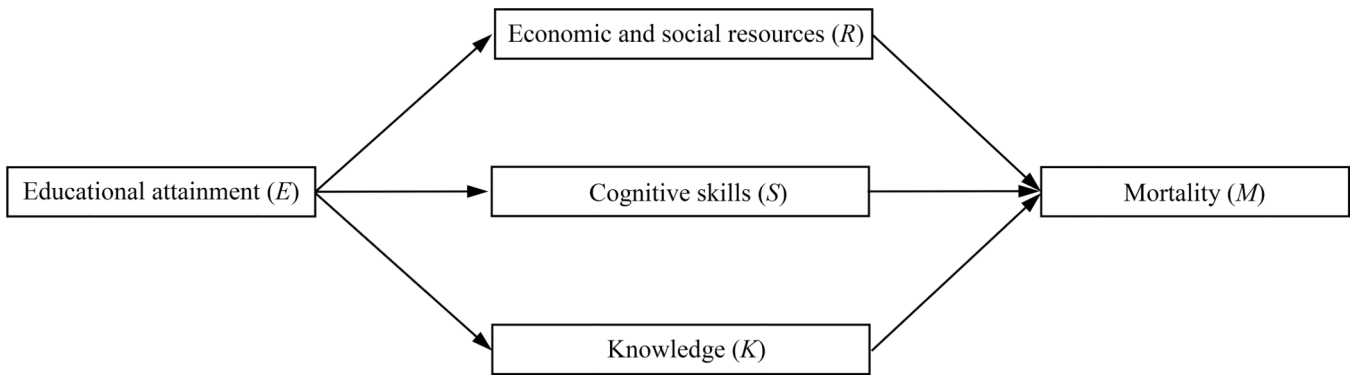 Economic and social resources (R)
Educational attainment (E)
Cognitive skills (S)
Mortality (M)
Knowledge (K)